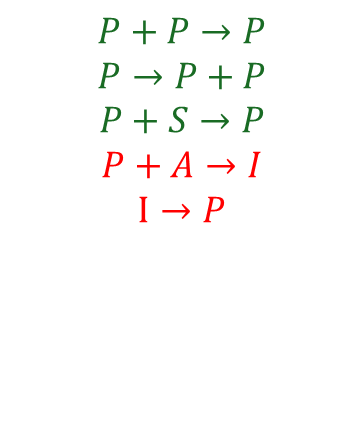 P + P → P
P → P + P
P + S → P
P + A → I
I → P